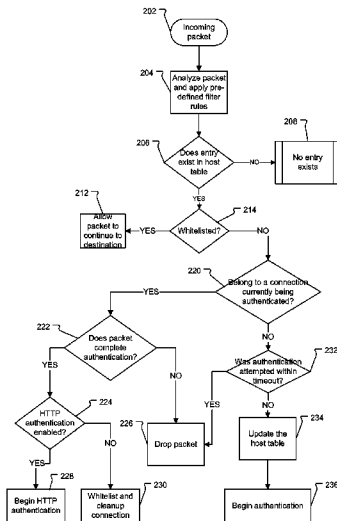 202
Incoming
packet
204
Analyze packet
and apply pre-
defined filter
rules
206
Does entry
exist in host
table
NO
208
No entry
exists
YES
212
Allow
packet to
continue to
destination
YES
214
Whitelisted?
NO
220
Belong to a connection
currently being
authenticated?
YES
NO
222
Does packet
complete
authentication?
YES
NO
232
Was authentication
attempted within
timeout?
YES
NO
224
HTTP
authentication
enabled?
YES
NO
226
Drop packet
234
Update the
host table
228
Begin HTTP
authentication
230
Whitelist and
cleanup
connection
236
Begin authentication